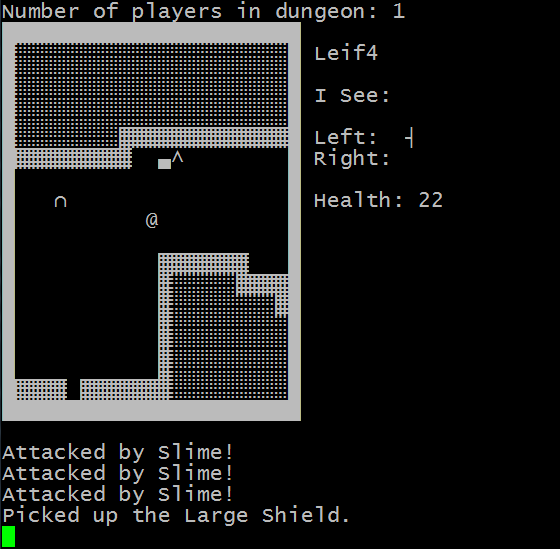 Number of players in dungeon: 1
Leif4
I See:
Left: ┤
Right:
Health: 22
Attacked by Slime!
Attacked by Slime!
Attacked by Slime!
Picked up the Large Shield.